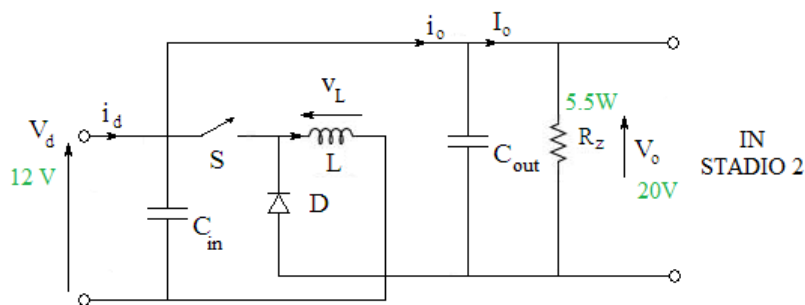 i_o
I_o
V_d
i_d
12 V
S
v_L
L
D
C_in
C_out
5.5W
R_z
V_o
20V
IN
STADIO 2